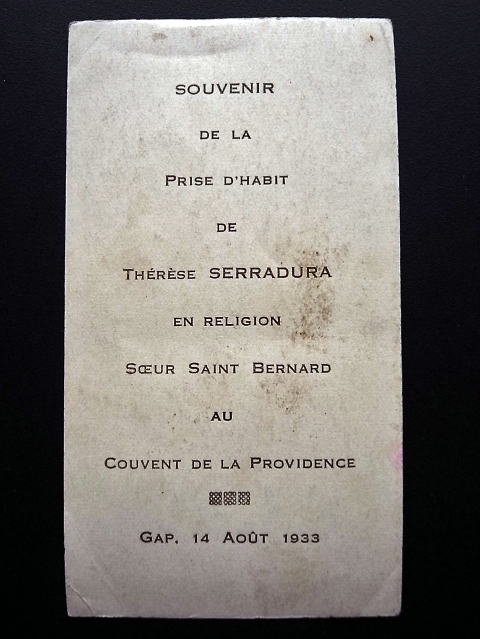 SOUVENIR
DE LA
PRISE D'HABIT
DE
THÉRÈSE SERRADURA
EN RELIGION
SŒUR SAINT BERNARD
AU
COUVENT DE LA PROVIDENCE
GAP, 14 AOÛT 1933